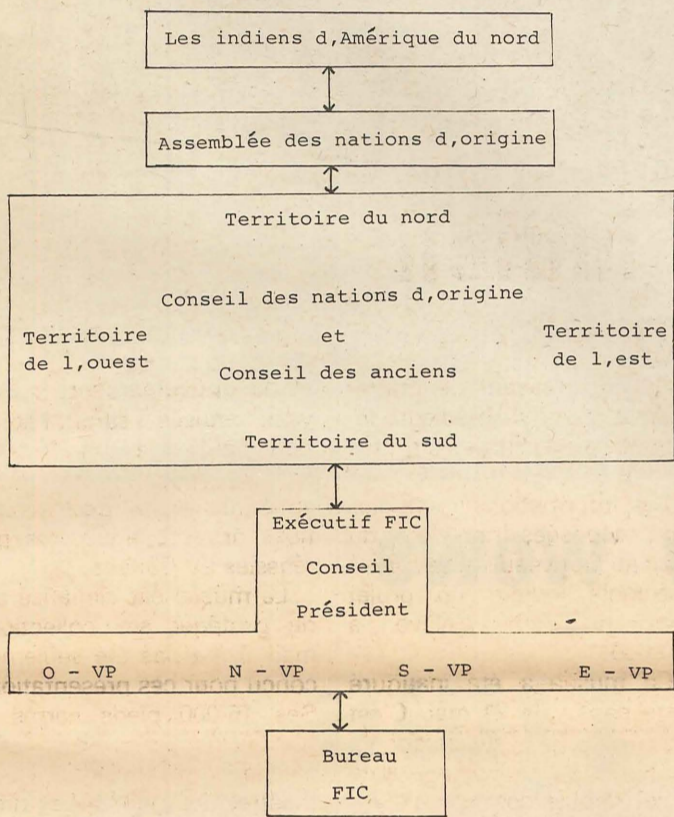 Les indiens d,Amérique du nord
Assemblée des nations d,origine
Territoire du nord
Conseil des nations d,origine
Territoire de l,ouest
et
Territoire de l,est
Conseil des anciens
Territoire du sud
Exécutif FIC
Conseil
Président
O - VP N - VP S - VP E - VP
Bureau
FIC